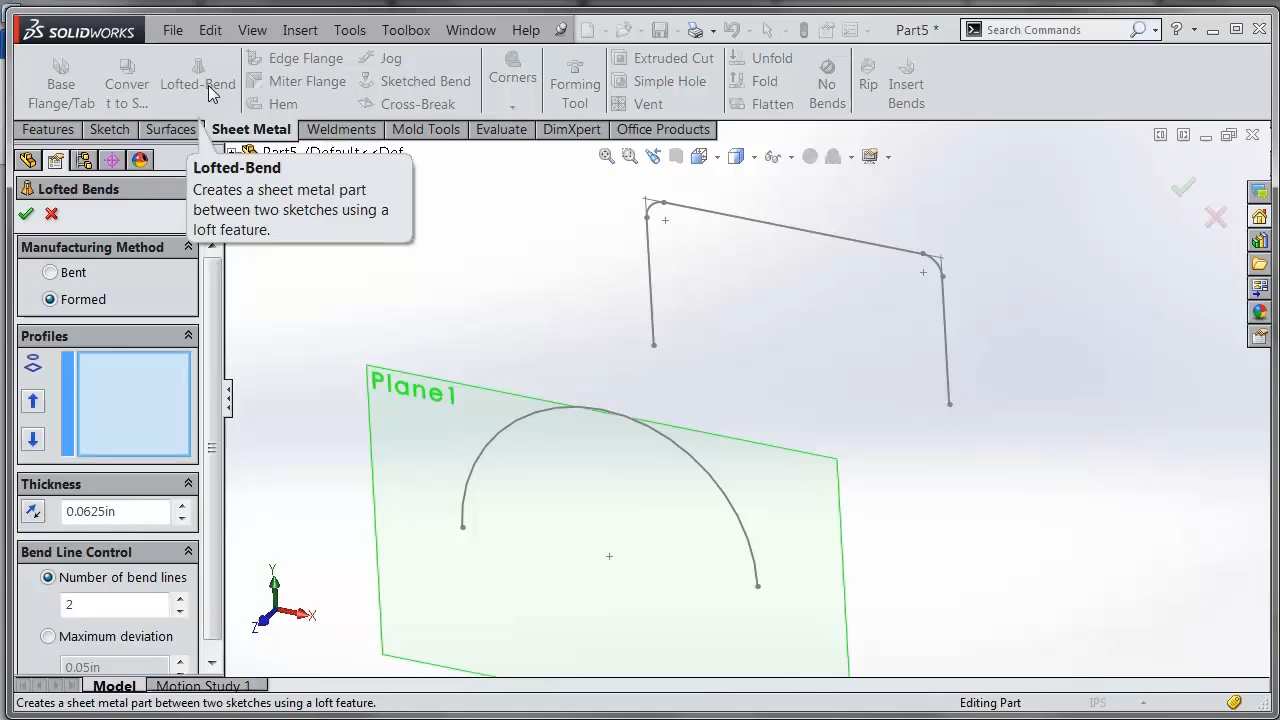 SOLIDWORKS File Edit View Insert Tools Toolbox Window Help Part5 * Search Commands ?
Base Flange/Tab
Conver t to S...
Lofted-Bend
Edge Flange
Miter Flange
Hem
Jog
Sketched Bend
Cross-Break
Corners
Forming Tool
Extruded Cut
Simple Hole
Vent
Unfold
Fold
Flatten
No Bends
Rip
Insert Bends
Features Sketch Surfaces Sheet Metal Weldments Mold Tools Evaluate DimXpert Office Products
Part5 (Default<<Def...
Lofted Bends
Lofted-Bend
Creates a sheet metal part
between two sketches using a
loft feature.
Manufacturing Method
Bent
Formed
Profiles
Thickness
0.0625in
Bend Line Control
Number of bend lines
2
Maximum deviation
0.05in
Plane1
Y
X
Z
Model Motion Study 1
Creates a sheet metal part between two sketches using a loft feature. Editing Part IPS